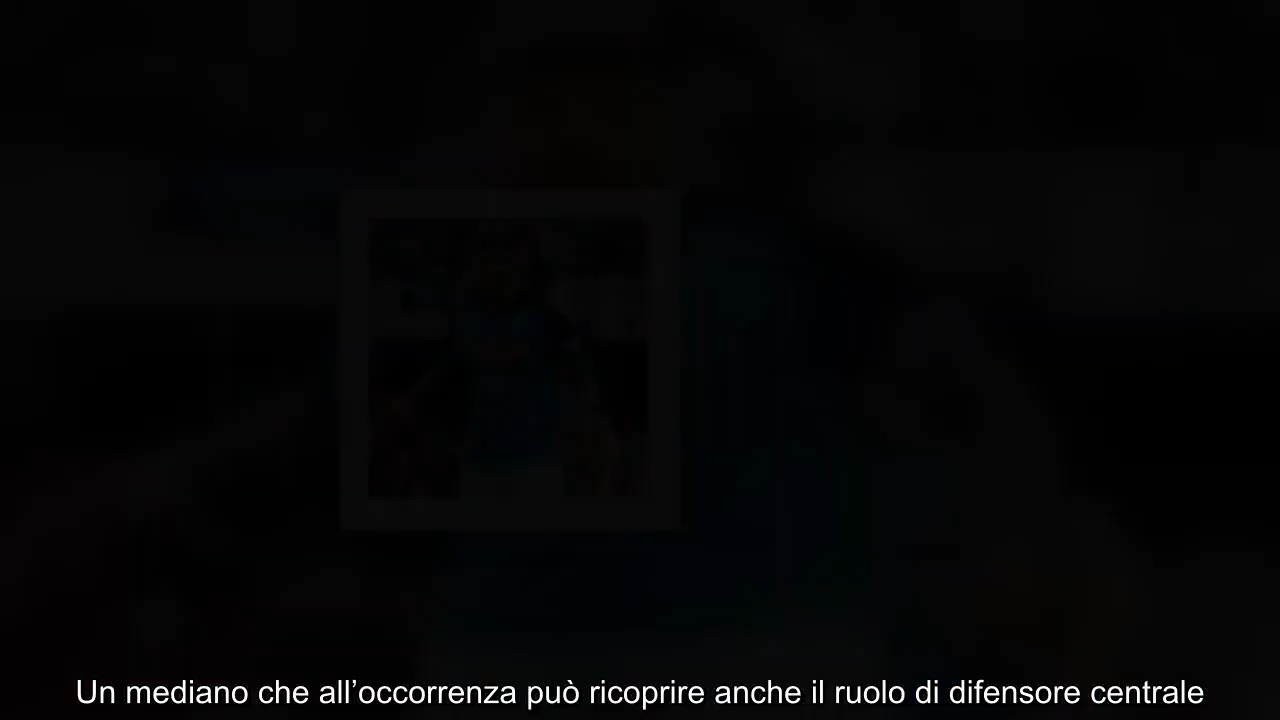 Un mediano che all’occorrenza può ricoprire anche il ruolo di difensore centrale